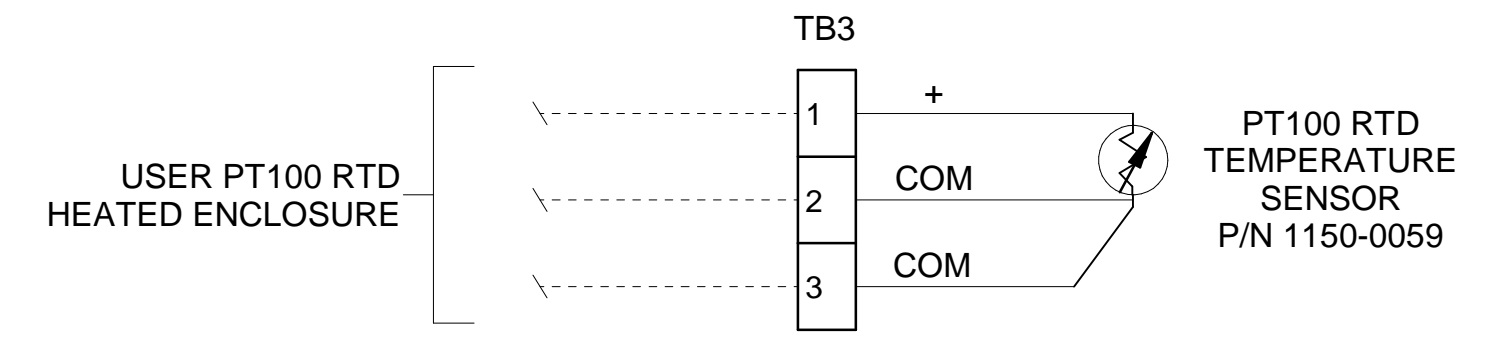 TB3
USER PT100 RTD
HEATED ENCLOSURE
1
2
3
+
COM
COM
PT100 RTD
TEMPERATURE
SENSOR
P/N 1150-0059